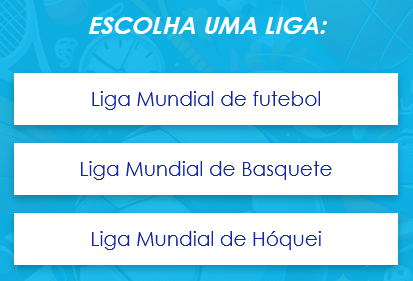 ESCOLHA UMA LIGA:
Liga Mundial de futebol
Liga Mundial de Basquete
Liga Mundial de Hóquei